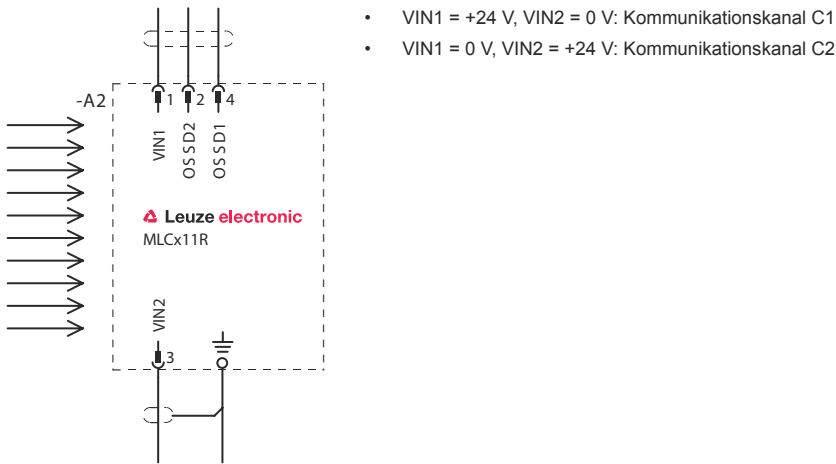 • VIN1 = +24 V, VIN2 = 0 V: Kommunikationskanal C1
• VIN1 = 0 V, VIN2 = +24 V: Kommunikationskanal C2
-A2
1
2
4
VIN1
OSSD2
OSSD1
Leuze electronic
MLCx11R
VIN2
3